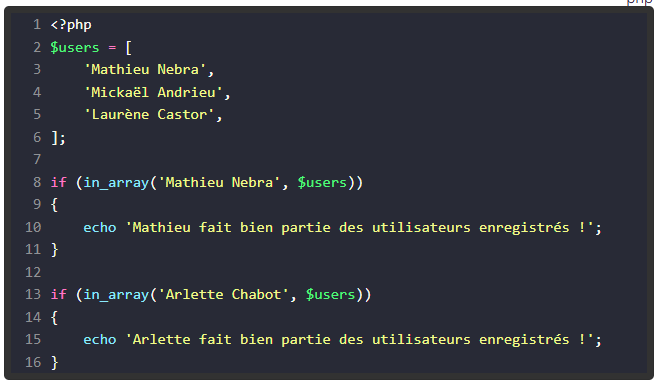 php
1 <?php
2 $users = [
3     'Mathieu Nebra',
4     'Mickaël Andrieu',
5     'Laurène Castor',
6 ];
7
8 if (in_array('Mathieu Nebra', $users))
9 {
10     echo 'Mathieu fait bien partie des utilisateurs enregistrés !';
11 }
12
13 if (in_array('Arlette Chabot', $users))
14 {
15     echo 'Arlette fait bien partie des utilisateurs enregistrés !';
16 }